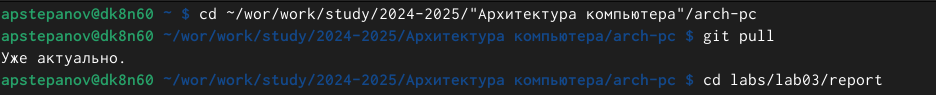 apstepanov@dk8n60 ~ $ cd ~/wor/work/study/2024-2025/"Архитектура компьютера"/arch-pc
apstepanov@dk8n60 ~/wor/work/study/2024-2025/Архитектура компьютера/arch-pc $ git pull
Уже актуально.
apstepanov@dk8n60 ~/wor/work/study/2024-2025/Архитектура компьютера/arch-pc $ cd labs/lab03/report